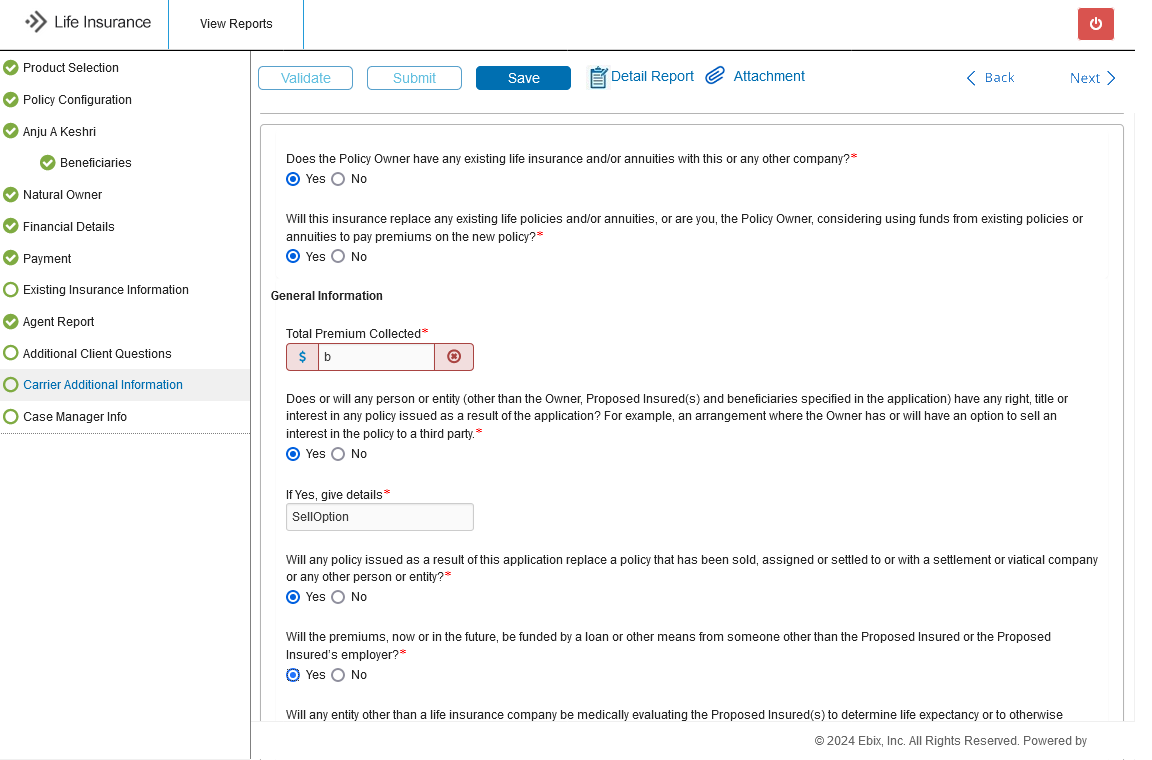 Life Insurance
View Reports
Product Selection
Policy Configuration
Anju A Keshri
Beneficiaries
Natural Owner
Financial Details
Payment
Existing Insurance Information
Agent Report
Additional Client Questions
Carrier Additional Information
Case Manager Info
Validate
Submit
Save
Detail Report
Attachment
Back
Next
Does the Policy Owner have any existing life insurance and/or annuities with this or any other company?*
Yes No
Will this insurance replace any existing life policies and/or annuities, or are you, the Policy Owner, considering using funds from existing policies or
annuities to pay premiums on the new policy?*
Yes No
General Information
Total Premium Collected*
$ b
Does or will any person or entity (other than the Owner, Proposed Insured(s) and beneficiaries specified in the application) have any right, title or
interest in any policy issued as a result of the application? For example, an arrangement where the Owner has or will have an option to sell an
interest in the policy to a third party.*
Yes No
If Yes, give details*
SellOption
Will any policy issued as a result of this application replace a policy that has been sold, assigned or settled to or with a settlement or viatical company
or any other person or entity?*
Yes No
Will the premiums, now or in the future, be funded by a loan or other means from someone other than the Proposed Insured or the Proposed
Insured's employer?*
Yes No
Will any entity other than a life insurance company be medically evaluating the Proposed Insured(s) to determine life expectancy or to otherwise
© 2024 Ebix, Inc. All Rights Reserved. Powered by